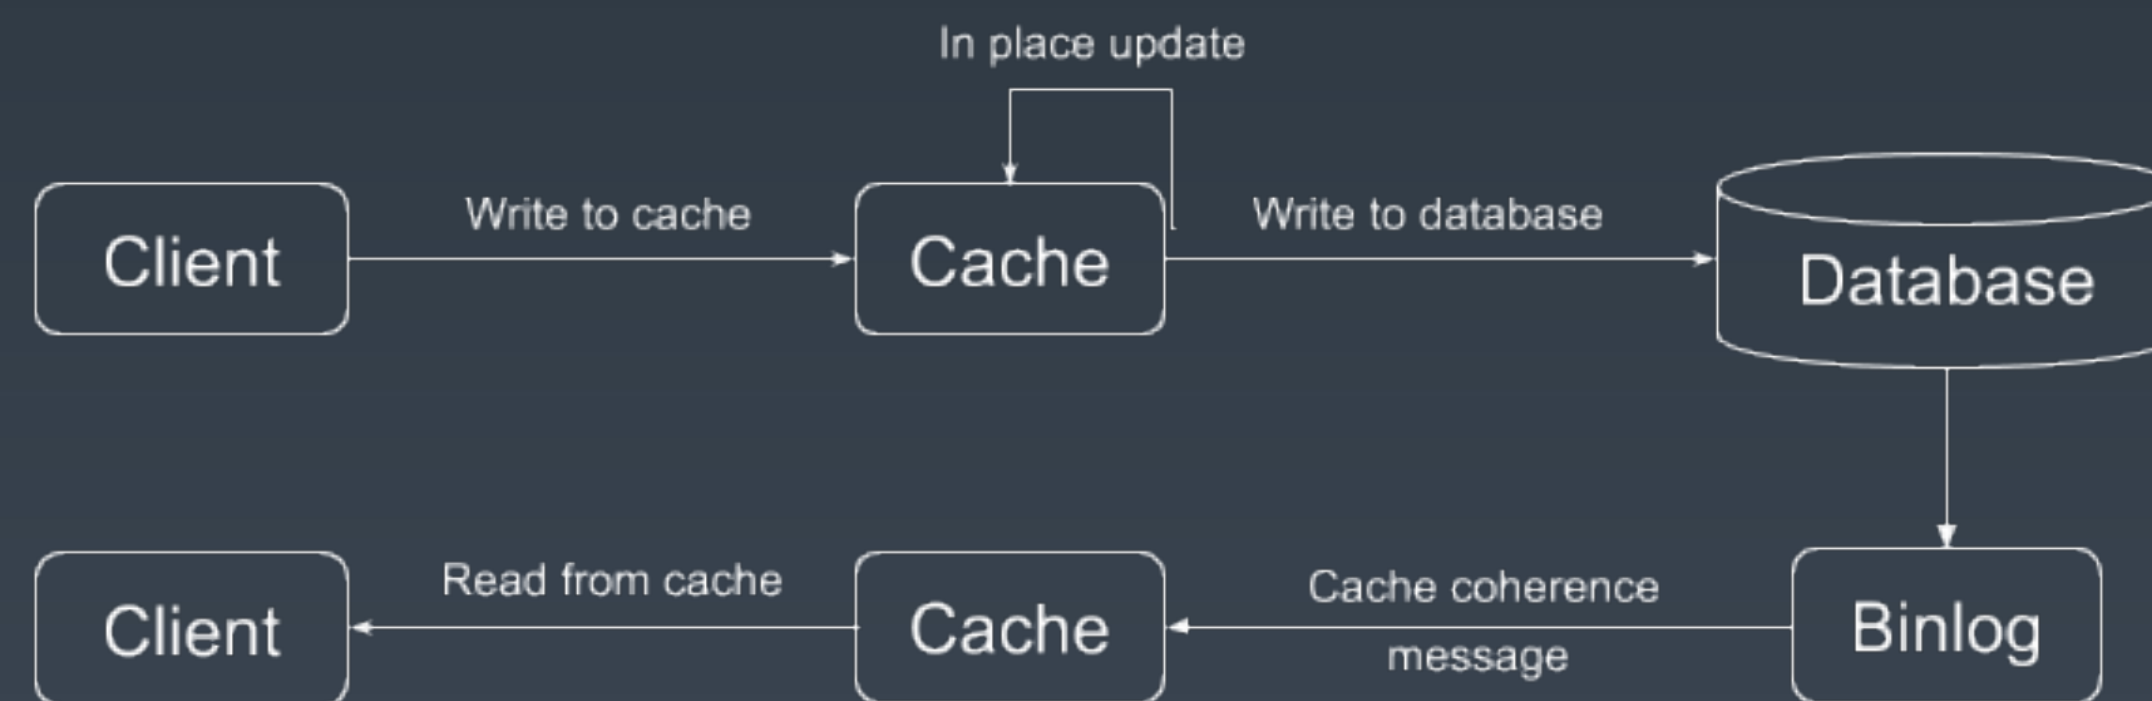 In place update
Client
Write to cache
Cache
Write to database
Database
Client
Read from cache
Cache
Cache coherence
message
Binlog